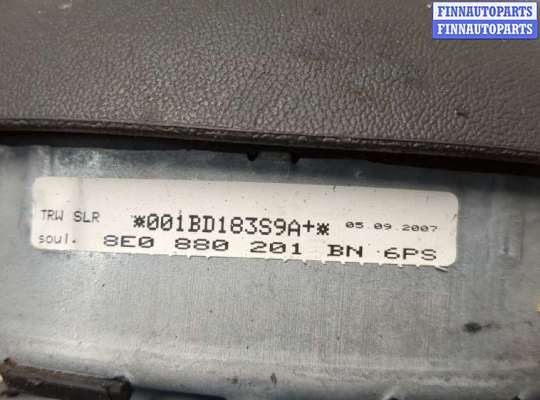 FINNAUTOPARTS
FINNAUTOPARTS
TRW SLR *001BD183S9A+* 05.09.2007
soul. 8E0 880 201 BN 6PS